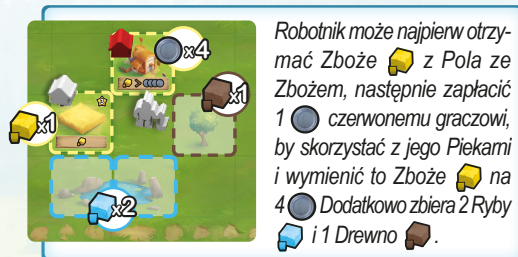 x4
x1
x1
x2
Robotnik może najpierw otrzy-
mać Zboże z Pola ze
Zbożem, następnie zapłacić
1 czerwonemu graczowi,
by skorzystać z jego Piekarni
i wymienić to Zboże na
4 Dodatkowo zbiera 2 Ryby
i 1 Drewno .